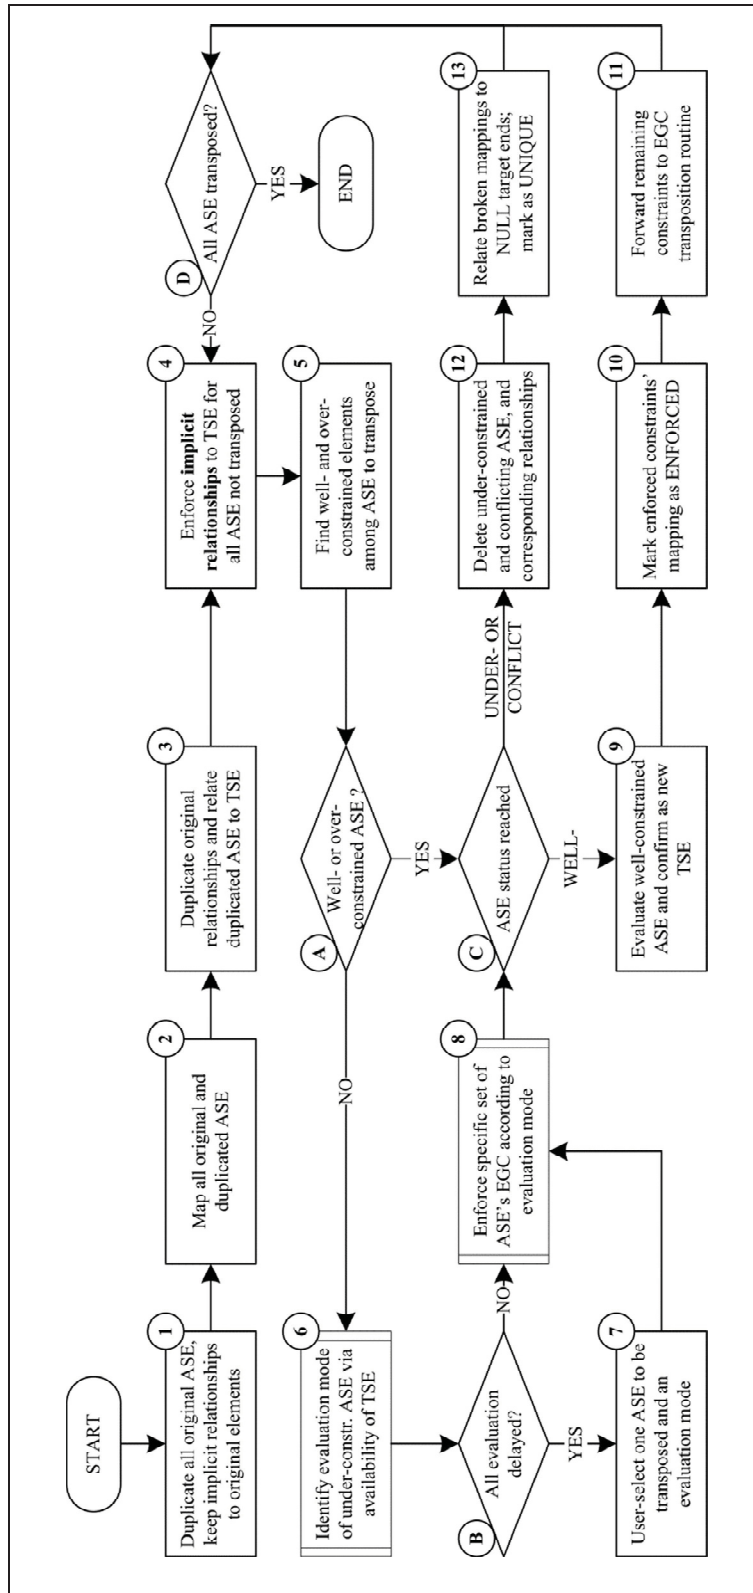 START
1
Duplicate all original ASE,
keep implicit relationships
to original elements
2
Map all original and
duplicated ASE
3
Duplicate original
relationships and relate
duplicated ASE to TSE
4
Enforce implicit
relationships to TSE for
all ASE not transposed
D
All ASE transposed?
NO
YES
END
5
Find well- and over-
constrained elements
among ASE to transpose
A
Well- or over-
constrained ASE ?
NO
YES
6
Identify evaluation mode
of under-constr. ASE via
availability of TSE
B
All evaluation
delayed?
NO
YES
7
User-select one ASE to be
transposed and an
evaluation mode
8
Enforce specific set of
ASE's EGC according to
evaluation mode
C
ASE status reached
UNDER- OR
CONFLICT
WELL-
9
Evaluate well-constrained
ASE and confirm as new
TSE
10
Mark enforced constraints'
mapping as ENFORCED
11
Forward remaining
constraints to EGC
transposition routine
12
Delete under-constrained
and conflicting ASE, and
corresponding relationships
13
Relate broken mappings to
NULL target ends;
mark as UNIQUE